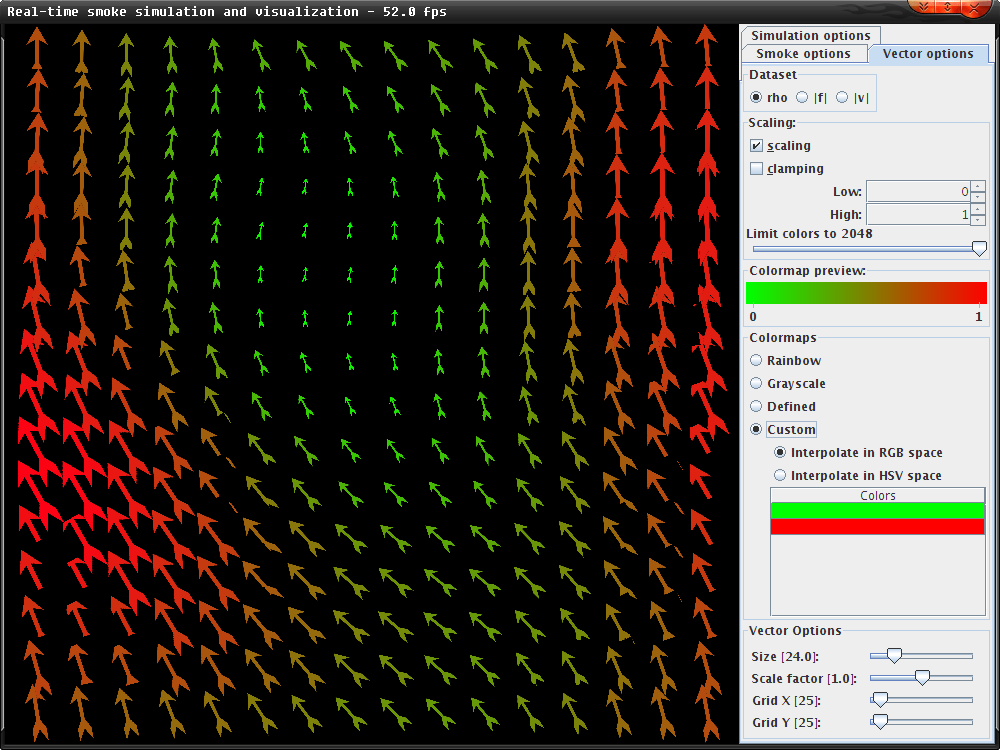 Real-time smoke simulation and visualization - 52.0 fps
Simulation options
Smoke options Vector options
Dataset
rho |f| |v|
Scaling:
scaling
clamping
Low: 0
High: 1
Limit colors to 2048
Colormap preview:
0 1
Colormaps
Rainbow
Grayscale
Defined
Custom
Interpolate in RGB space
Interpolate in HSV space
Colors
Vector Options
Size [24.0]:
Scale factor [1.0]:
Grid X [25]:
Grid Y [25]: